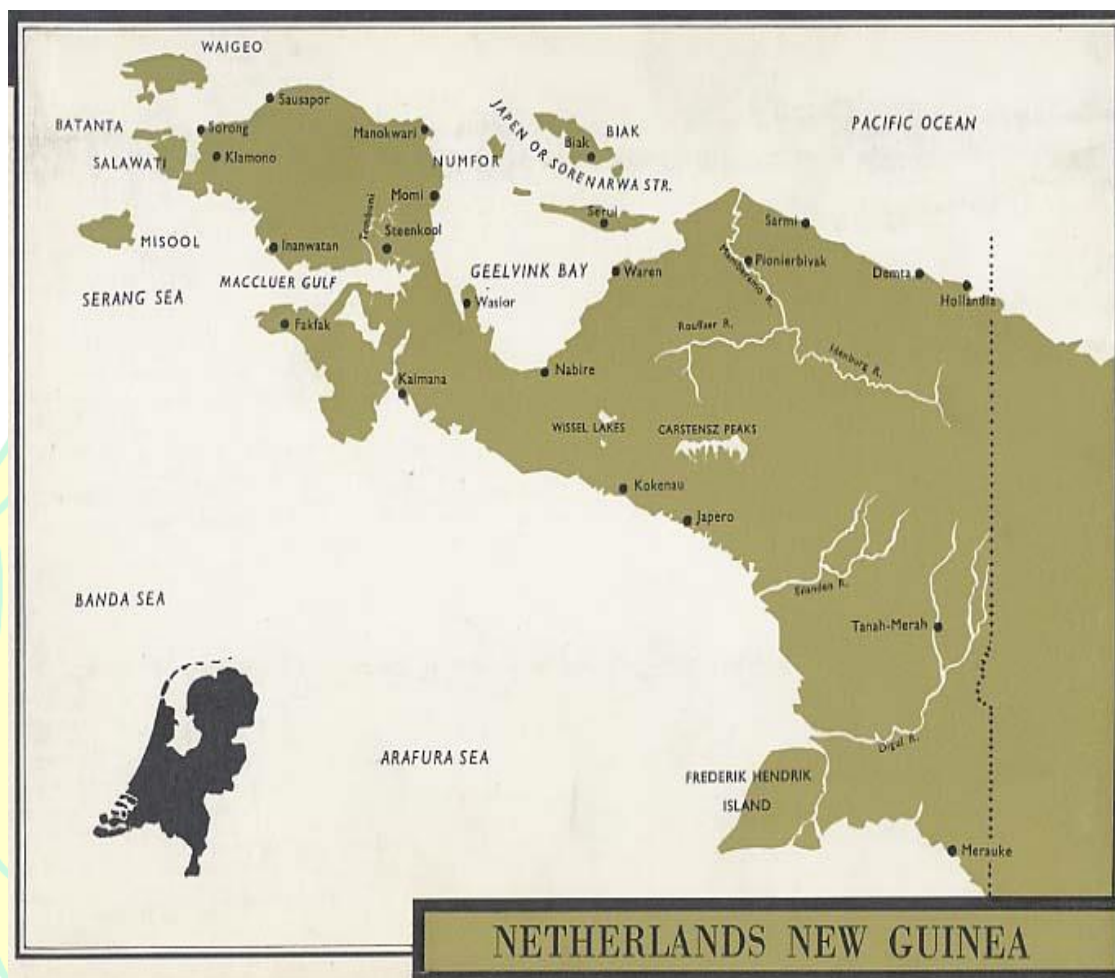 WAIGEO
Sausapor
BATANTA
Sorong
Manokwari
JAPEN OR SORENARWA STR.
BIAK
Biak
PACIFIC OCEAN
SALAWATI
Klamono
NUMFOR
Momi
Serui
Sarmi
Tembuni
Steenkool
MISOOL
Inanwatan
MACCLUER GULF
GEELVINK BAY
Waren
Mamberamo R.
Pionierbivak
Demta
Hollandia
SERANG SEA
Wasior
Fakfak
Rouffaer R.
Idenburg R.
Kaimana
Nabire
WISSEL LAKES
CARSTENSZ PEAKS
Kokenau
Japero
BANDA SEA
Eilanden R.
Tanah-Merah
ARAFURA SEA
Digul R.
FREDERIK HENDRIK
ISLAND
Merauke
NETHERLANDS NEW GUINEA